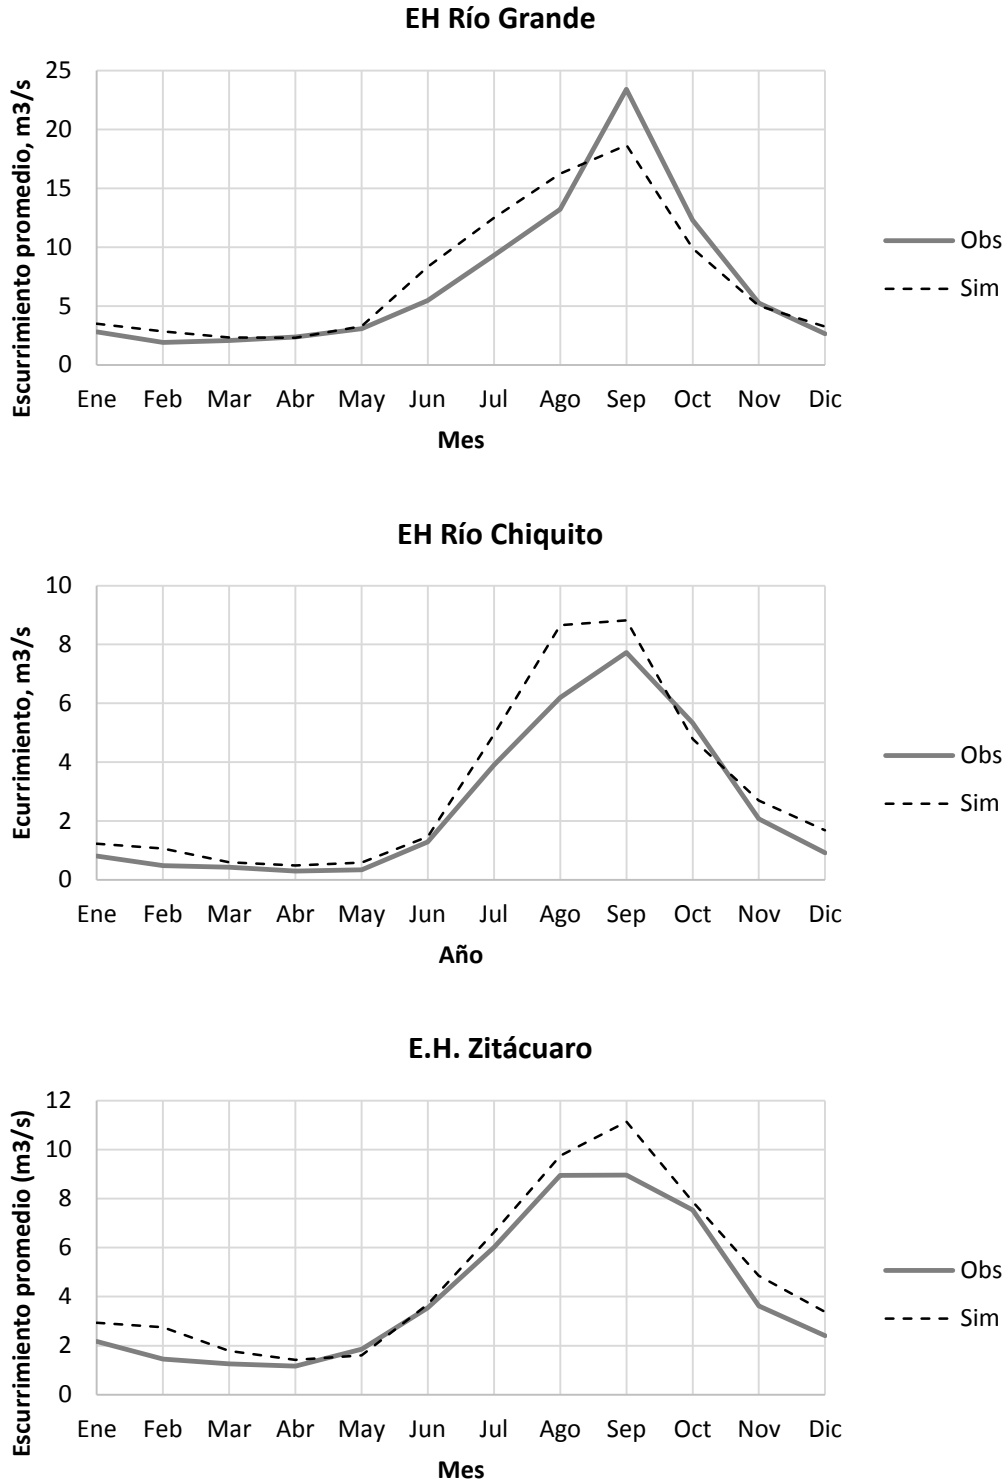 EH Río Grande
Escurrimiento promedio, m3/s
25
20
15
10
5
0
Ene Feb Mar Abr May Jun Jul Ago Sep Oct Nov Dic
Mes
Obs
Sim
EH Río Chiquito
Ecurrimiento, m3/s
10
8
6
4
2
0
Ene Feb Mar Abr May Jun Jul Ago Sep Oct Nov Dic
Año
Obs
Sim
E.H. Zitácuaro
Escurrimiento promedio (m3/s)
12
10
8
6
4
2
0
Ene Feb Mar Abr May Jun Jul Ago Sep Oct Nov Dic
Mes
Obs
Sim